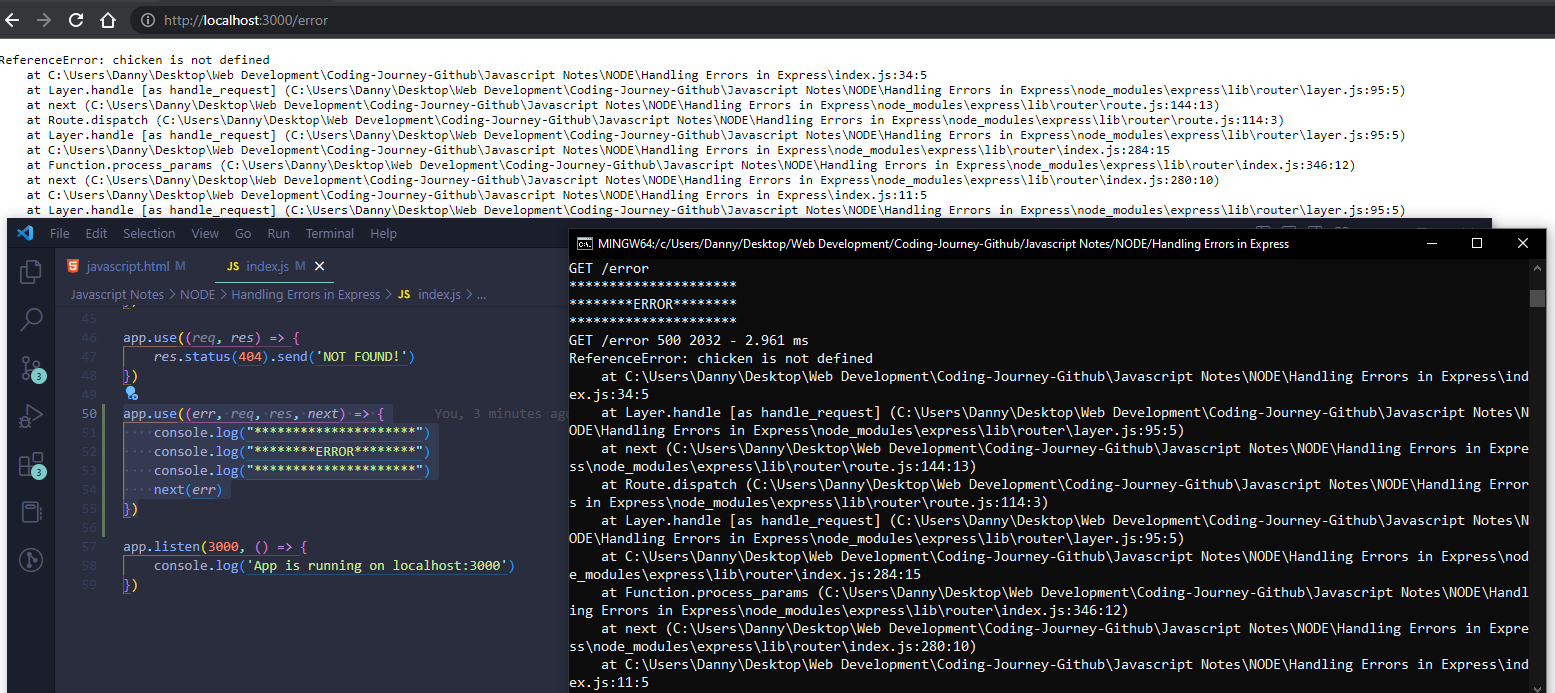 http://localhost:3000/error
ReferenceError: chicken is not defined
at C:\Users\Danny\Desktop\Web Development\Coding-Journey-Github\Javascript Notes\NODE\Handling Errors in Express\index.js:34:5
at Layer.handle [as handle_request] (C:\Users\Danny\Desktop\Web Development\Coding-Journey-Github\Javascript Notes\NODE\Handling Errors in Express\node_modules\express\lib\router\layer.js:95:5)
at next (C:\Users\Danny\Desktop\Web Development\Coding-Journey-Github\Javascript Notes\NODE\Handling Errors in Express\node_modules\express\lib\router\route.js:144:13)
at Route.dispatch (C:\Users\Danny\Desktop\Web Development\Coding-Journey-Github\Javascript Notes\NODE\Handling Errors in Express\node_modules\express\lib\router\route.js:114:3)
at Layer.handle [as handle_request] (C:\Users\Danny\Desktop\Web Development\Coding-Journey-Github\Javascript Notes\NODE\Handling Errors in Express\node_modules\express\lib\router\layer.js:95:5)
at C:\Users\Danny\Desktop\Web Development\Coding-Journey-Github\Javascript Notes\NODE\Handling Errors in Express\node_modules\express\lib\router\index.js:284:15
at Function.process_params (C:\Users\Danny\Desktop\Web Development\Coding-Journey-Github\Javascript Notes\NODE\Handling Errors in Express\node_modules\express\lib\router\index.js:346:12)
at next (C:\Users\Danny\Desktop\Web Development\Coding-Journey-Github\Javascript Notes\NODE\Handling Errors in Express\node_modules\express\lib\router\index.js:280:10)
at C:\Users\Danny\Desktop\Web Development\Coding-Journey-Github\Javascript Notes\NODE\Handling Errors in Express\index.js:11:5
at Layer.handle [as handle_request] (C:\Users\Danny\Desktop\Web Development\Coding-Journey-Github\Javascript Notes\NODE\Handling Errors in Express\node_modules\express\lib\router\layer.js:95:5)
File Edit Selection View Go Run Terminal Help
javascript.html M JS index.js M
Javascript Notes > NODE > Handling Errors in Express > JS index.js > ...
45
46 app.use((req, res) => {
47 res.status(404).send('NOT FOUND!')
48 })
49
50 app.use((err, req, res, next) => { You, 3 minutes ago
51 console.log("*********************")
52 console.log("********ERROR********")
53 console.log("*********************")
54 next(err)
55 })
56
57 app.listen(3000, () => {
58 console.log('App is running on localhost:3000')
59 })
3
3
MINGW64:/c/Users/Danny/Desktop/Web Development/Coding-Journey-Github/Javascript Notes/NODE/Handling Errors in Express
GET /error
*********************
********ERROR********
*********************
GET /error 500 2032 - 2.961 ms
ReferenceError: chicken is not defined
at C:\Users\Danny\Desktop\Web Development\Coding-Journey-Github\Javascript Notes\NODE\Handling Errors in Express\ind
ex.js:34:5
at Layer.handle [as handle_request] (C:\Users\Danny\Desktop\Web Development\Coding-Journey-Github\Javascript Notes\N
ODE\Handling Errors in Express\node_modules\express\lib\router\layer.js:95:5)
at next (C:\Users\Danny\Desktop\Web Development\Coding-Journey-Github\Javascript Notes\NODE\Handling Errors in Expre
ss\node_modules\express\lib\router\route.js:144:13)
at Route.dispatch (C:\Users\Danny\Desktop\Web Development\Coding-Journey-Github\Javascript Notes\NODE\Handling Error
s in Express\node_modules\express\lib\router\route.js:114:3)
at Layer.handle [as handle_request] (C:\Users\Danny\Desktop\Web Development\Coding-Journey-Github\Javascript Notes\N
ODE\Handling Errors in Express\node_modules\express\lib\router\layer.js:95:5)
at C:\Users\Danny\Desktop\Web Development\Coding-Journey-Github\Javascript Notes\NODE\Handling Errors in Express\nod
e_modules\express\lib\router\index.js:284:15
at Function.process_params (C:\Users\Danny\Desktop\Web Development\Coding-Journey-Github\Javascript Notes\NODE\Handl
ing Errors in Express\node_modules\express\lib\router\index.js:346:12)
at next (C:\Users\Danny\Desktop\Web Development\Coding-Journey-Github\Javascript Notes\NODE\Handling Errors in Expre
ss\node_modules\express\lib\router\index.js:280:10)
at C:\Users\Danny\Desktop\Web Development\Coding-Journey-Github\Javascript Notes\NODE\Handling Errors in Express\ind
ex.js:11:5